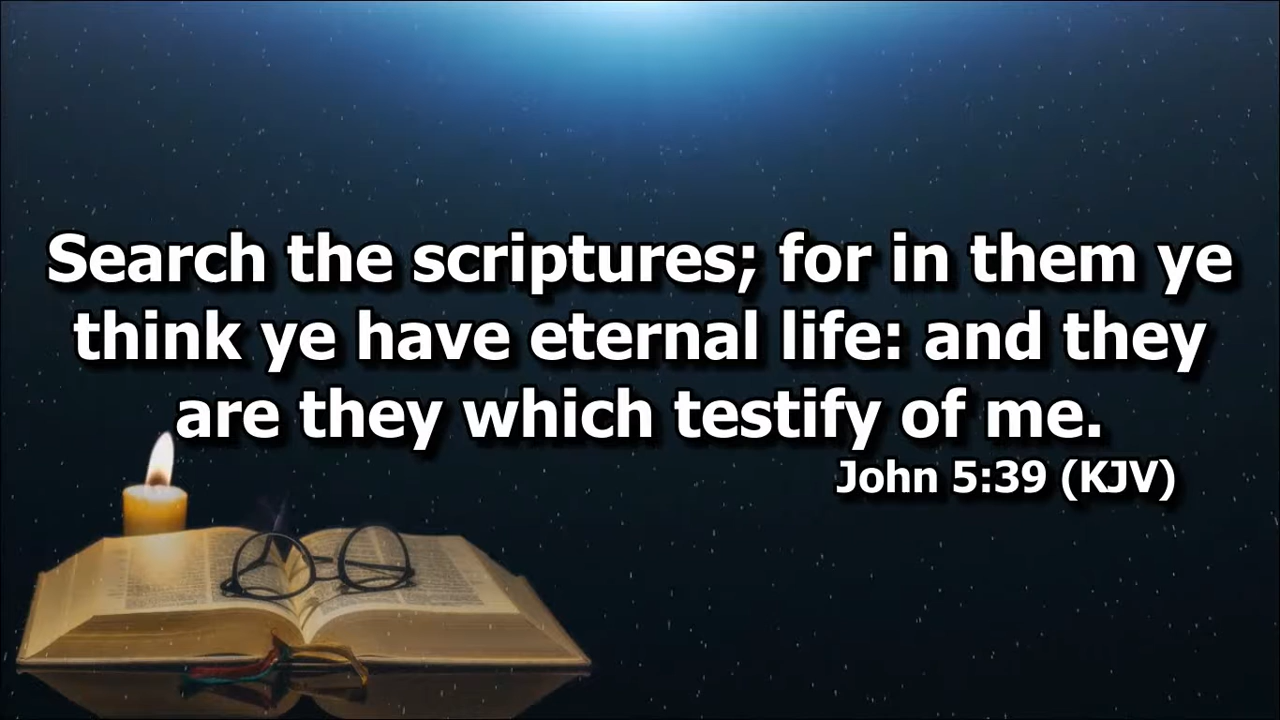 Search the scriptures; for in them ye
think ye have eternal life: and they
are they which testify of me.
John 5:39 (KJV)